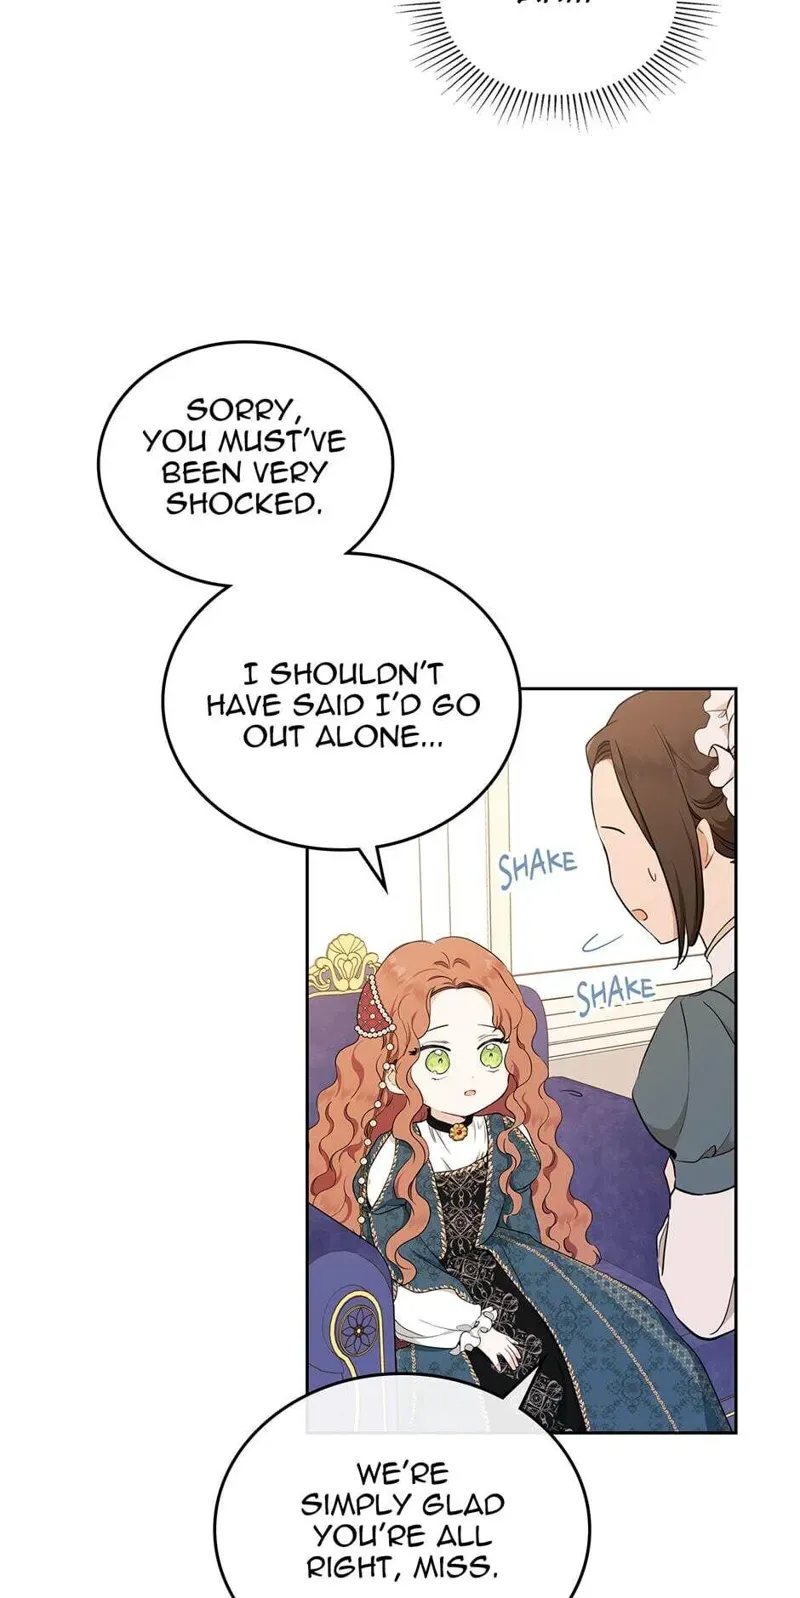 SORRY,
YOU MUST'VE
BEEN VERY
SHOCKED.
I SHOULDN'T
HAVE SAID I'D GO
OUT ALONE...
SHAKE
SHAKE
WE'RE
SIMPLY GLAD
YOU'RE ALL
RIGHT, MISS.